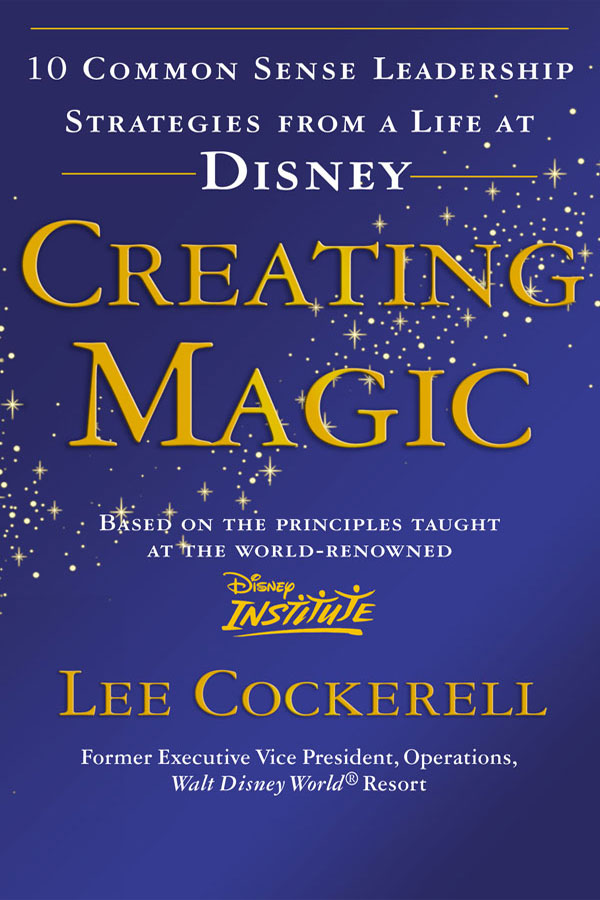 10 Common Sense Leadership
Strategies from a Life at
Disney
Creating
Magic
Based on the principles taught
at the world-renowned
Disney
Institute
Lee Cockerell
Former Executive Vice President, Operations,
Walt Disney World® Resort